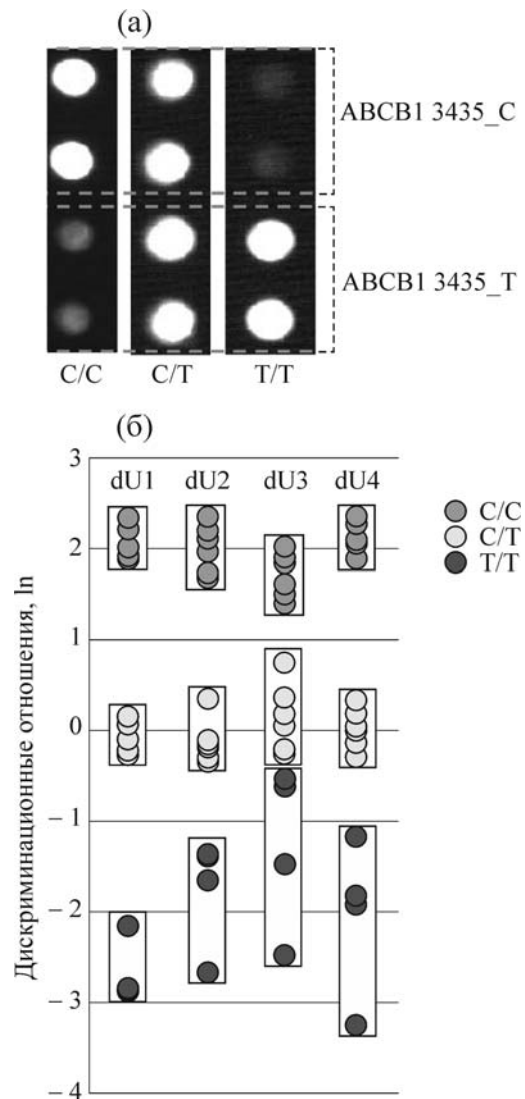 (а)
ABCB1 3435_C
ABCB1 3435_T
C/C C/T T/T
(б)
3
dU1 dU2 dU3 dU4
C/C
2
C/T
T/T
1
0
− 1
− 2
− 3
− 4
Дискриминационные отношения, ln